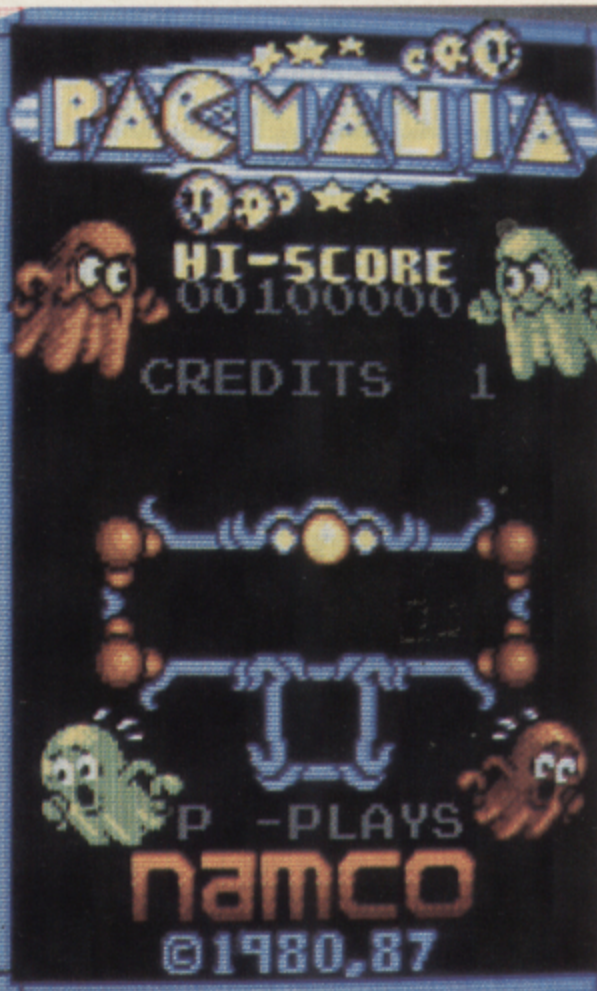 PACMANIA
HI-SCORE
00100000
CREDITS 1
P -PLAYS
namco
©1980,87